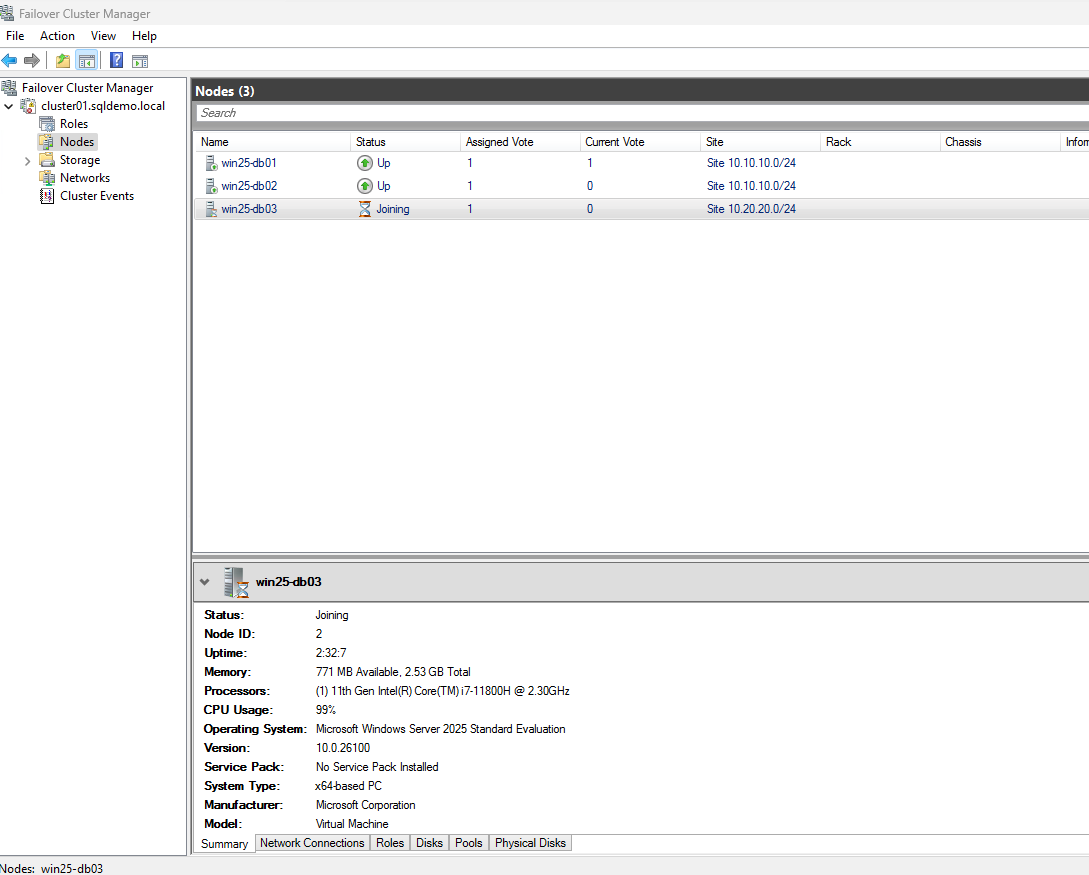 Failover Cluster Manager
File Action View Help
Failover Cluster Manager
cluster01.sqldemo.local
Roles
Nodes
Storage
Networks
Cluster Events
Nodes (3)
Search
Name Status Assigned Vote Current Vote Site Rack Chassis Inform
win25-db01 Up 1 1 Site 10.10.10.0/24
win25-db02 Up 1 0 Site 10.10.10.0/24
win25-db03 Joining 1 0 Site 10.20.20.0/24
win25-db03
Status: Joining
Node ID: 2
Uptime: 2:32:7
Memory: 771 MB Available, 2.53 GB Total
Processors: (1) 11th Gen Intel(R) Core(TM) i7-11800H @ 2.30GHz
CPU Usage: 99%
Operating System: Microsoft Windows Server 2025 Standard Evaluation
Version: 10.0.26100
Service Pack: No Service Pack Installed
System Type: x64-based PC
Manufacturer: Microsoft Corporation
Model: Virtual Machine
Summary Network Connections Roles Disks Pools Physical Disks
Nodes: win25-db03